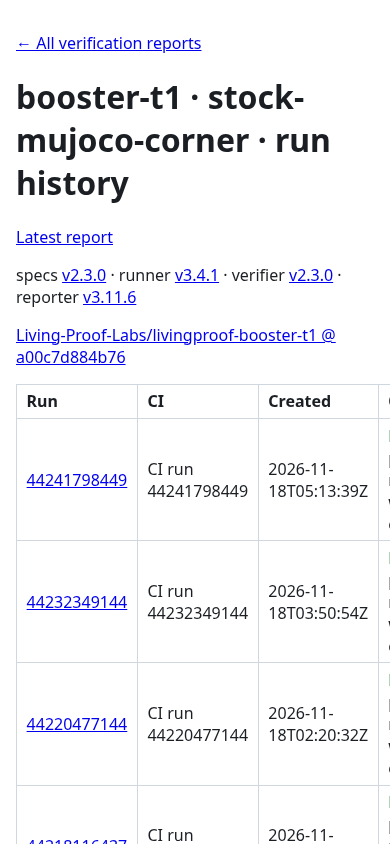 ← All verification reports
booster-t1 · stock-
mujoco-corner · run
history
Latest report
specs v2.3.0 · runner v3.4.1 · verifier v2.3.0 ·
reporter v3.11.6
Living-Proof-Labs/livingproof-booster-t1 @
a00c7d884b76
Run CI Created
44241798449 CI run 44241798449 2026-11-18T05:13:39Z
44232349144 CI run 44232349144 2026-11-18T03:50:54Z
44220477144 CI run 44220477144 2026-11-18T02:20:32Z
CI run 2026-11-